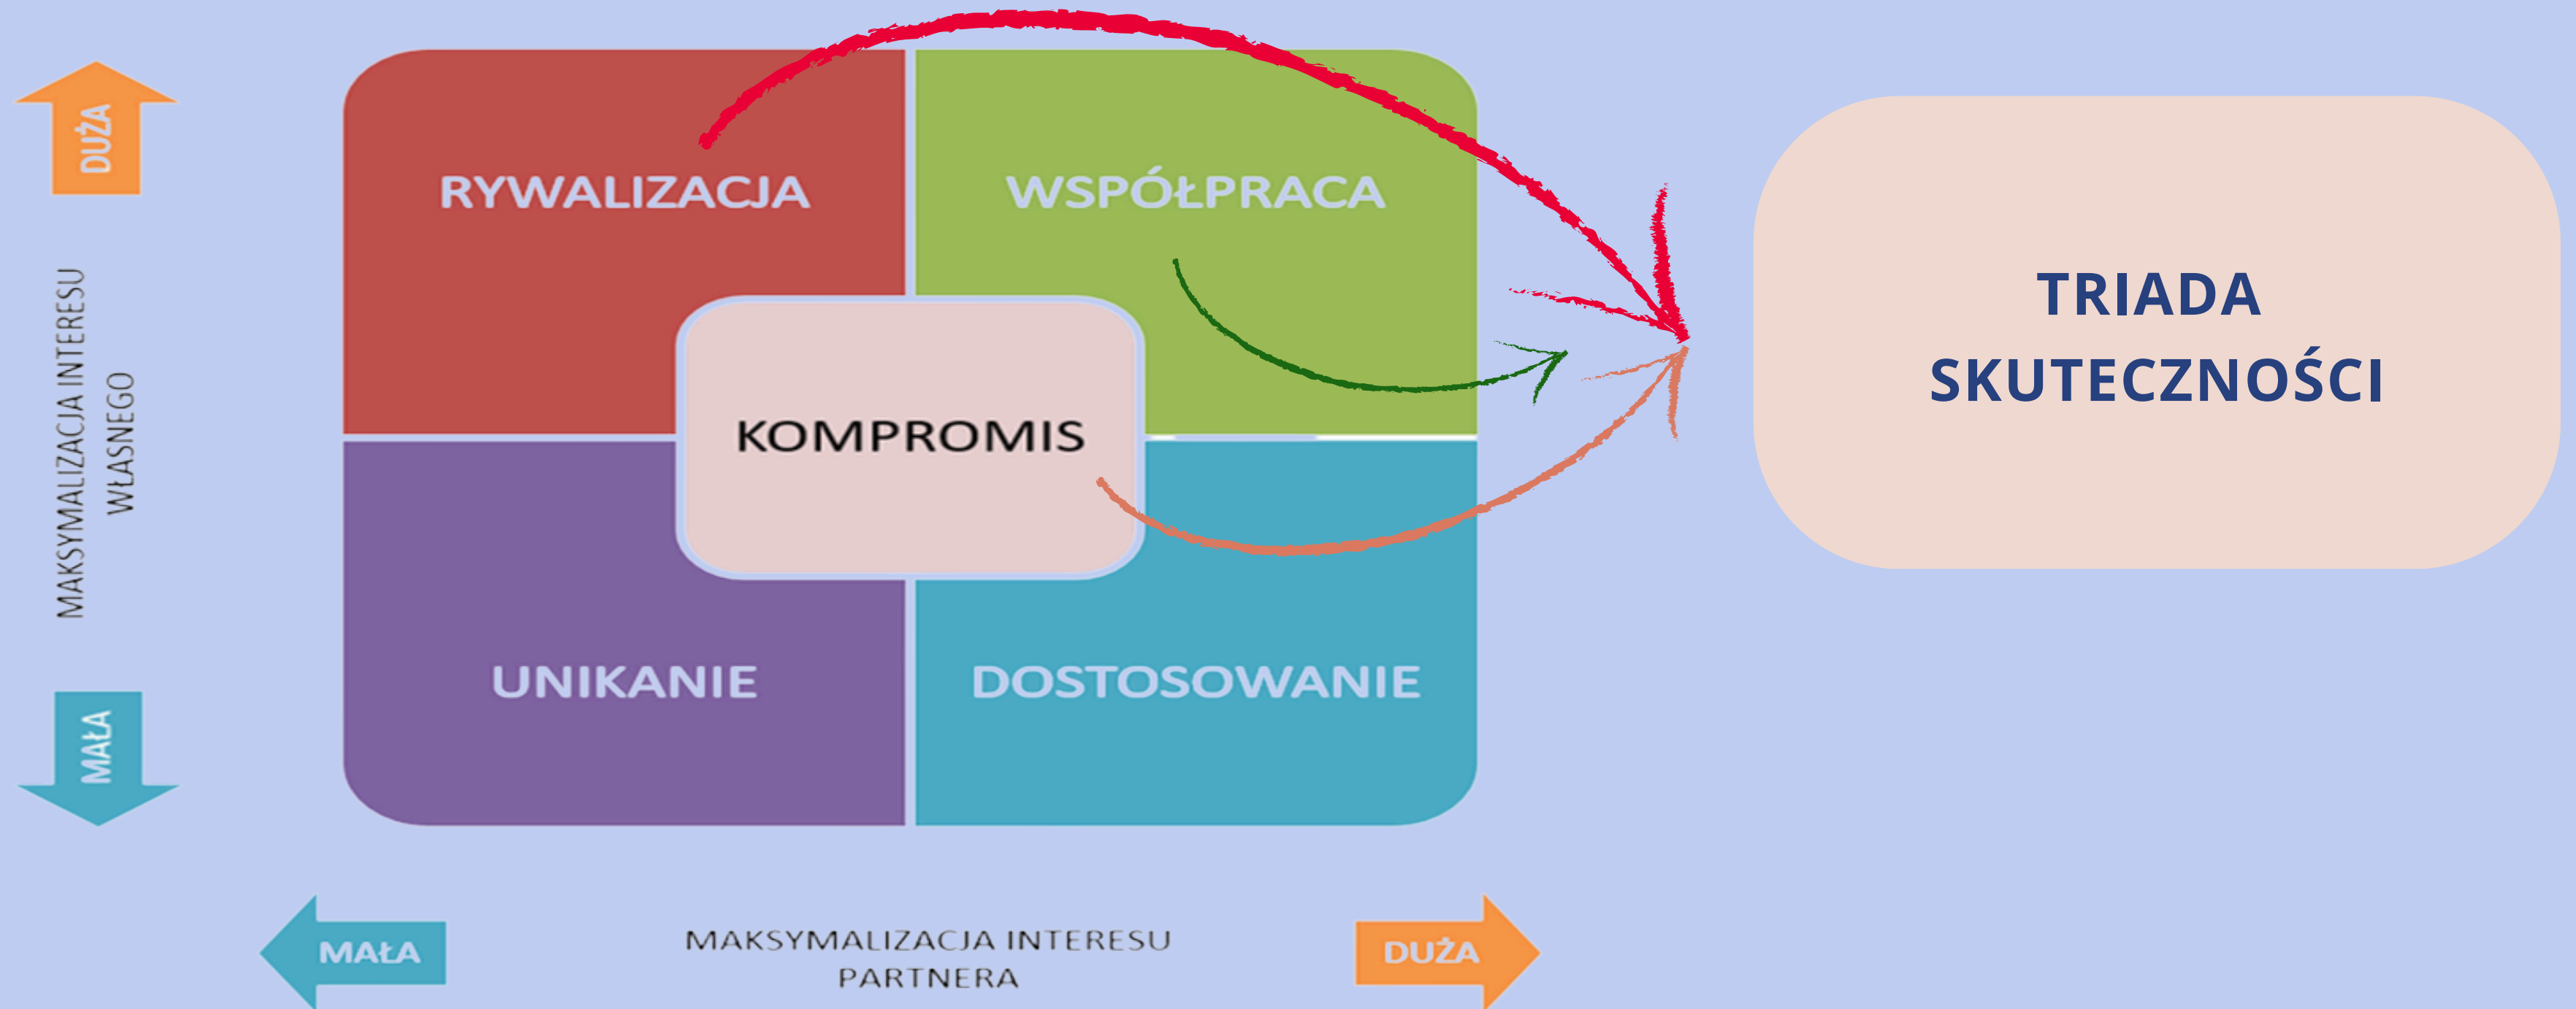 DUŻA
MAKSYMALIZACJA INTERESU
WŁASNEGO
MAŁA
RYWALIZACJA
WSPÓŁPRACA
KOMPROMIS
UNIKANIE
DOSTOSOWANIE
MAŁA
MAKSYMALIZACJA INTERESU
PARTNERA
DUŻA
TRIADA
SKUTECZNOŚCI